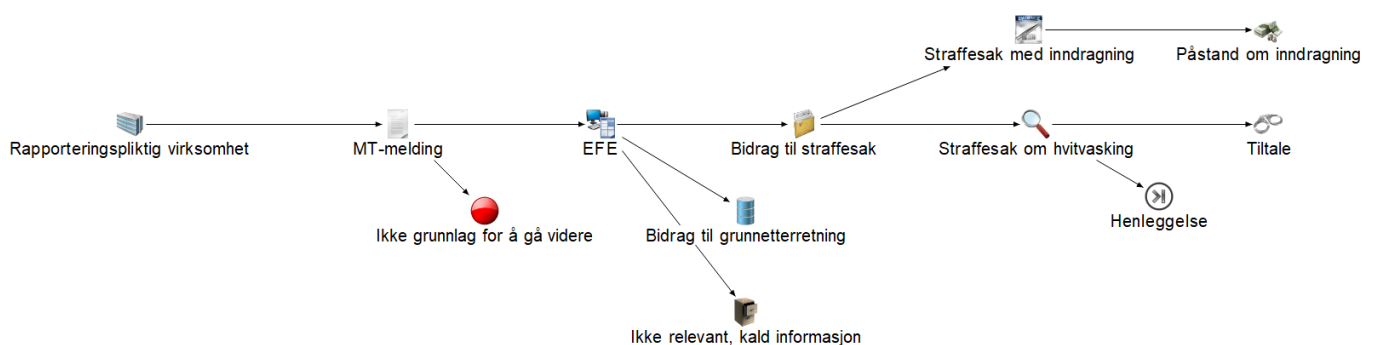 Straffesak med inndragning
Påstand om inndragning
Rapporteringspliktig virksomhet
MT-melding
EFE
Bidrag til straffesak
Straffesak om hvitvasking
Tiltale
Ikke grunnlag for å gå videre
Bidrag til grunnetterretning
Henleggelse
Ikke relevant, kald informasjon